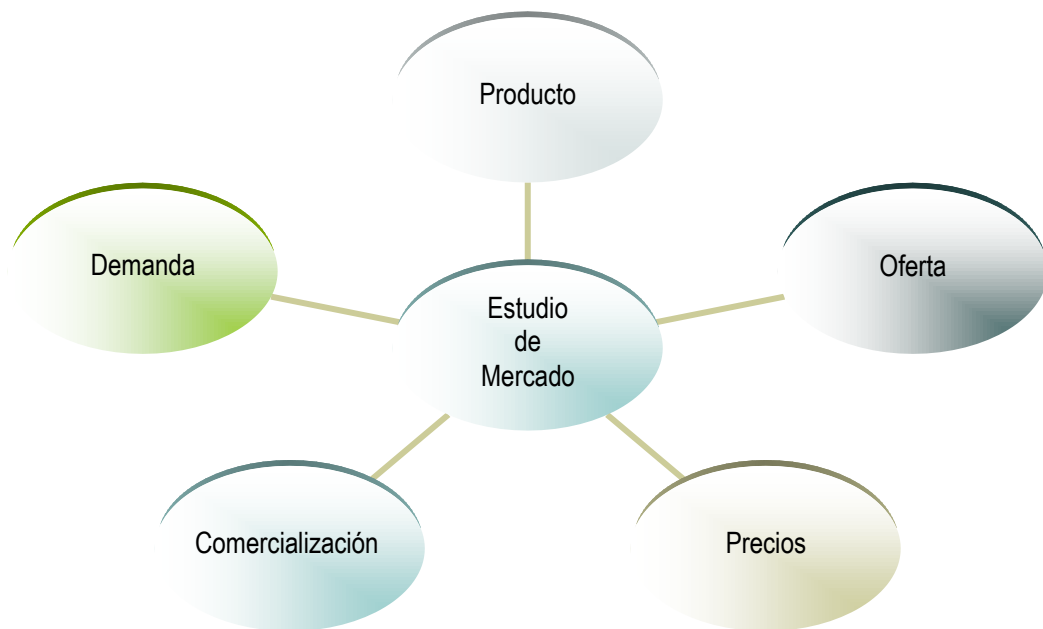 Producto
Demanda
Oferta
Estudio
de
Mercado
Comercialización
Precios